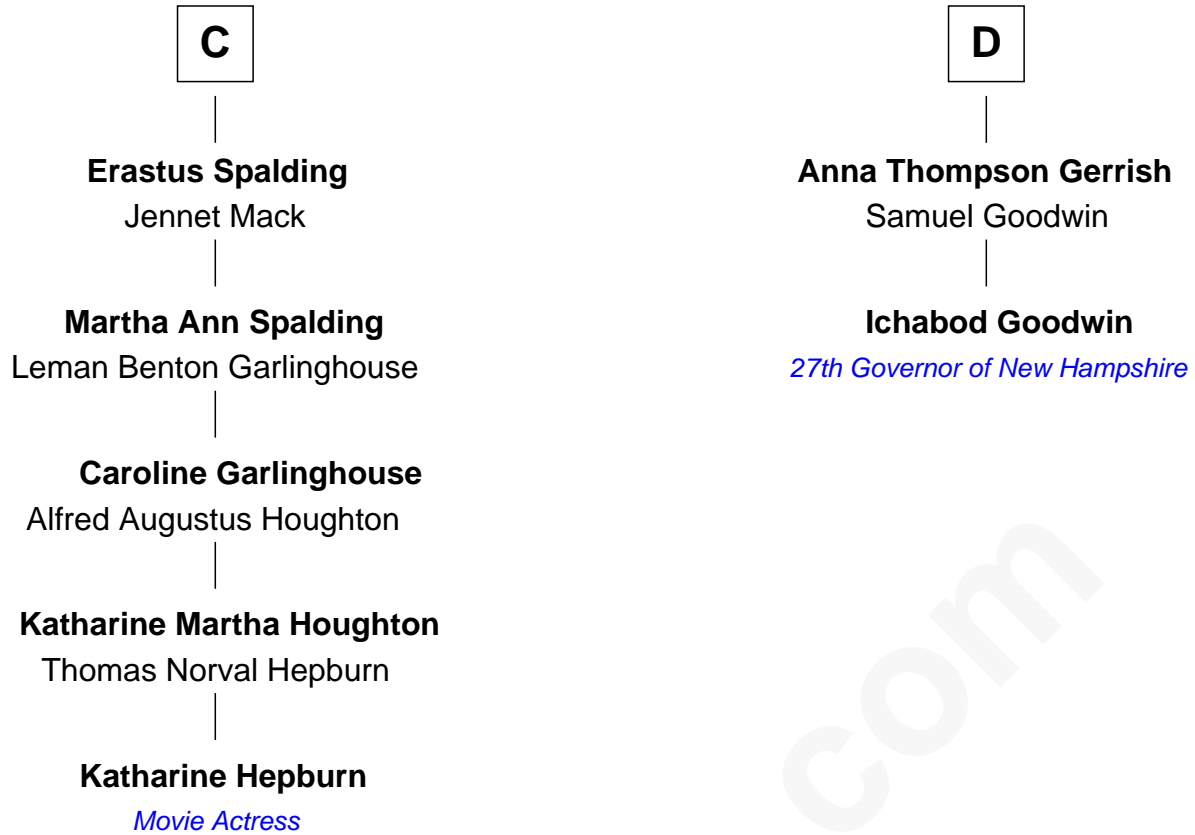 C
Erastus Spalding
Jennet Mack
Martha Ann Spalding
Leman Benton Garlinghouse
Caroline Garlinghouse
Alfred Augustus Houghton
Katharine Martha Houghton
Thomas Norval Hepburn
Katharine Hepburn
Movie Actress
D
Anna Thompson Gerrish
Samuel Goodwin
Ichabod Goodwin
27th Governor of New Hampshire
com